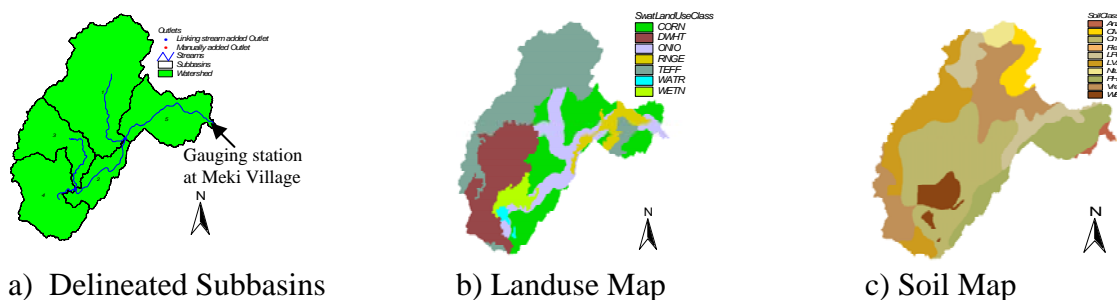 Outlets
Linking stream added Outlet
Manually added Outlet
Streams
Subbasins
Watershed
Gauging station
at Meki Village
N
a) Delineated Subbasins
SwatLandUseClass
CORN
DWHT
ONIO
RNGE
TEFF
WATR
WETN
N
b) Landuse Map
N
c) Soil Map